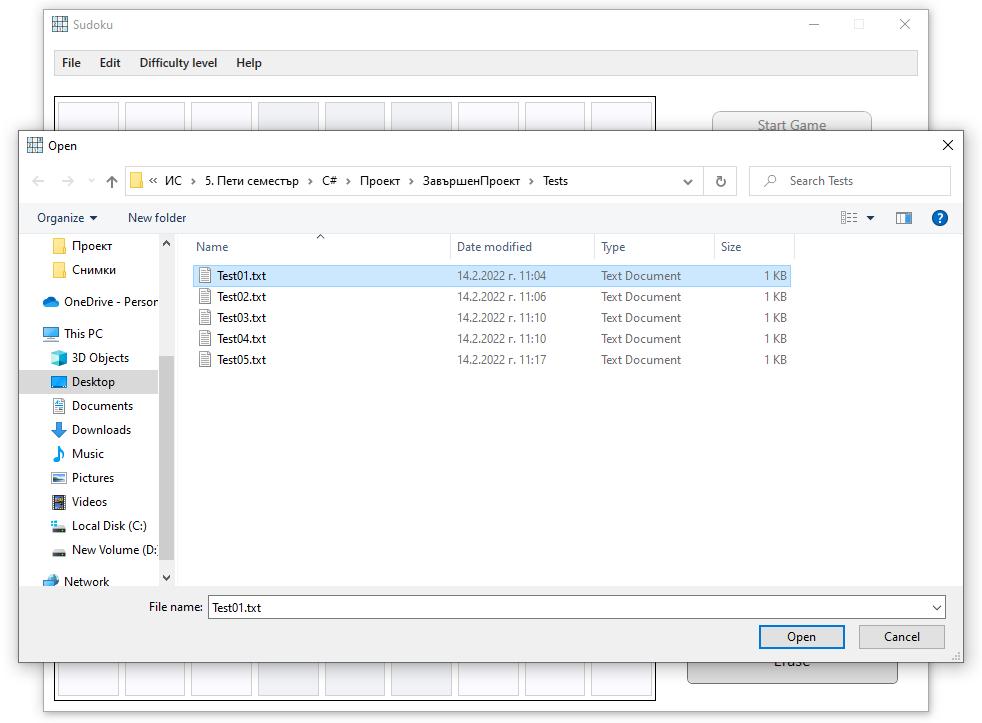 Sudoku
File Edit Difficulty level Help
Start Game
Open
« ИС › 5. Пети семестър › C# › Проект › ЗавършенПроект › Tests
Search Tests
Organize New folder
Проект
Снимки
OneDrive - Person
This PC
3D Objects
Desktop
Documents
Downloads
Music
Pictures
Videos
Local Disk (C:)
New Volume (D:
Network
Name Date modified Type Size
Test01.txt 14.2.2022 г. 11:04 Text Document 1 KB
Test02.txt 14.2.2022 г. 11:06 Text Document 1 KB
Test03.txt 14.2.2022 г. 11:10 Text Document 1 KB
Test04.txt 14.2.2022 г. 11:10 Text Document 1 KB
Test05.txt 14.2.2022 г. 11:17 Text Document 1 KB
File name: Test01.txt
Open Cancel
Erase